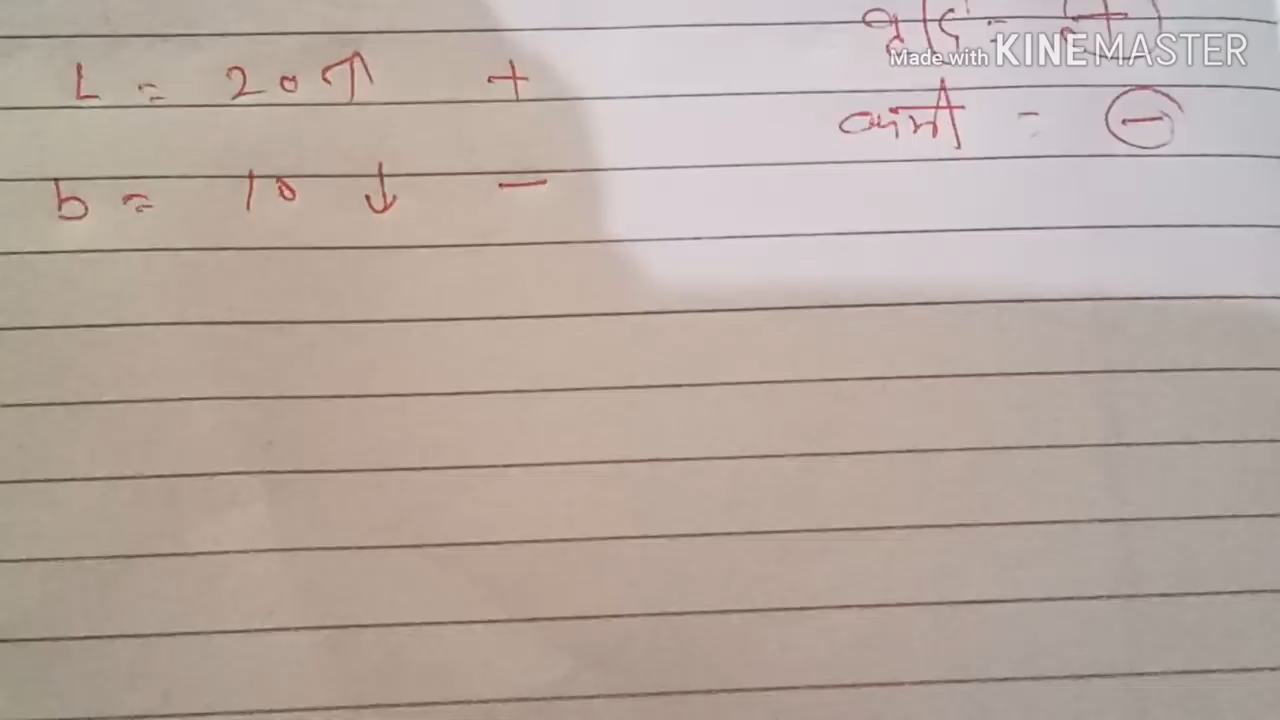 वृद्धि = (+)
Made with KINEMASTER
L = 20 ↑ +
कमी = (-)
b = 10 ↓ -